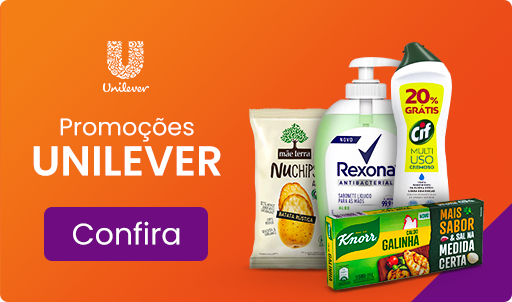 Unilever
Promoções
UNILEVER
Confira
mãe terra
NUCHIPS
BATATA RÚSTICA
NOVO
Rexona
ANTIBACTERIAL
SABONETE LÍQUIDO
PARA AS MÃOS
20%
GRÁTIS
Cif
MULTI
USO
CREMOSO
NOVO
Knorr
CALDO
GALINHA
MAIS
SABOR
& SAL NA
MEDIDA
CERTA